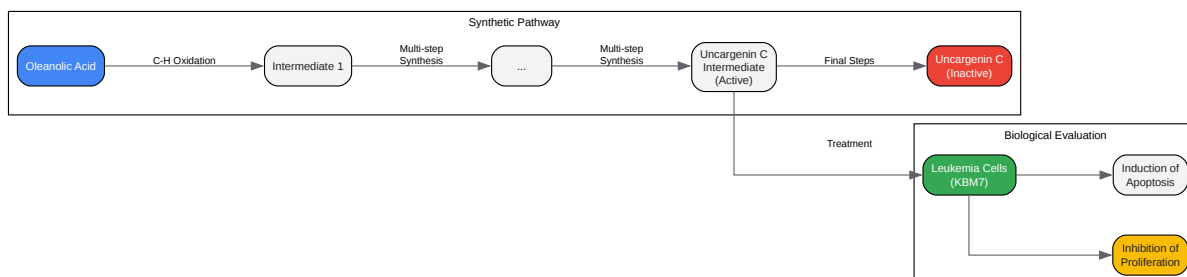 Synthetic Pathway
Oleanolic Acid
C-H Oxidation
Intermediate 1
Multi-step
Synthesis
...
Multi-step
Synthesis
Uncargenin C
Intermediate
(Active)
Final Steps
Uncargenin C
(Inactive)
Treatment
Biological Evaluation
Leukemia Cells
(KBM7)
Induction of
Apoptosis
Inhibition of
Proliferation